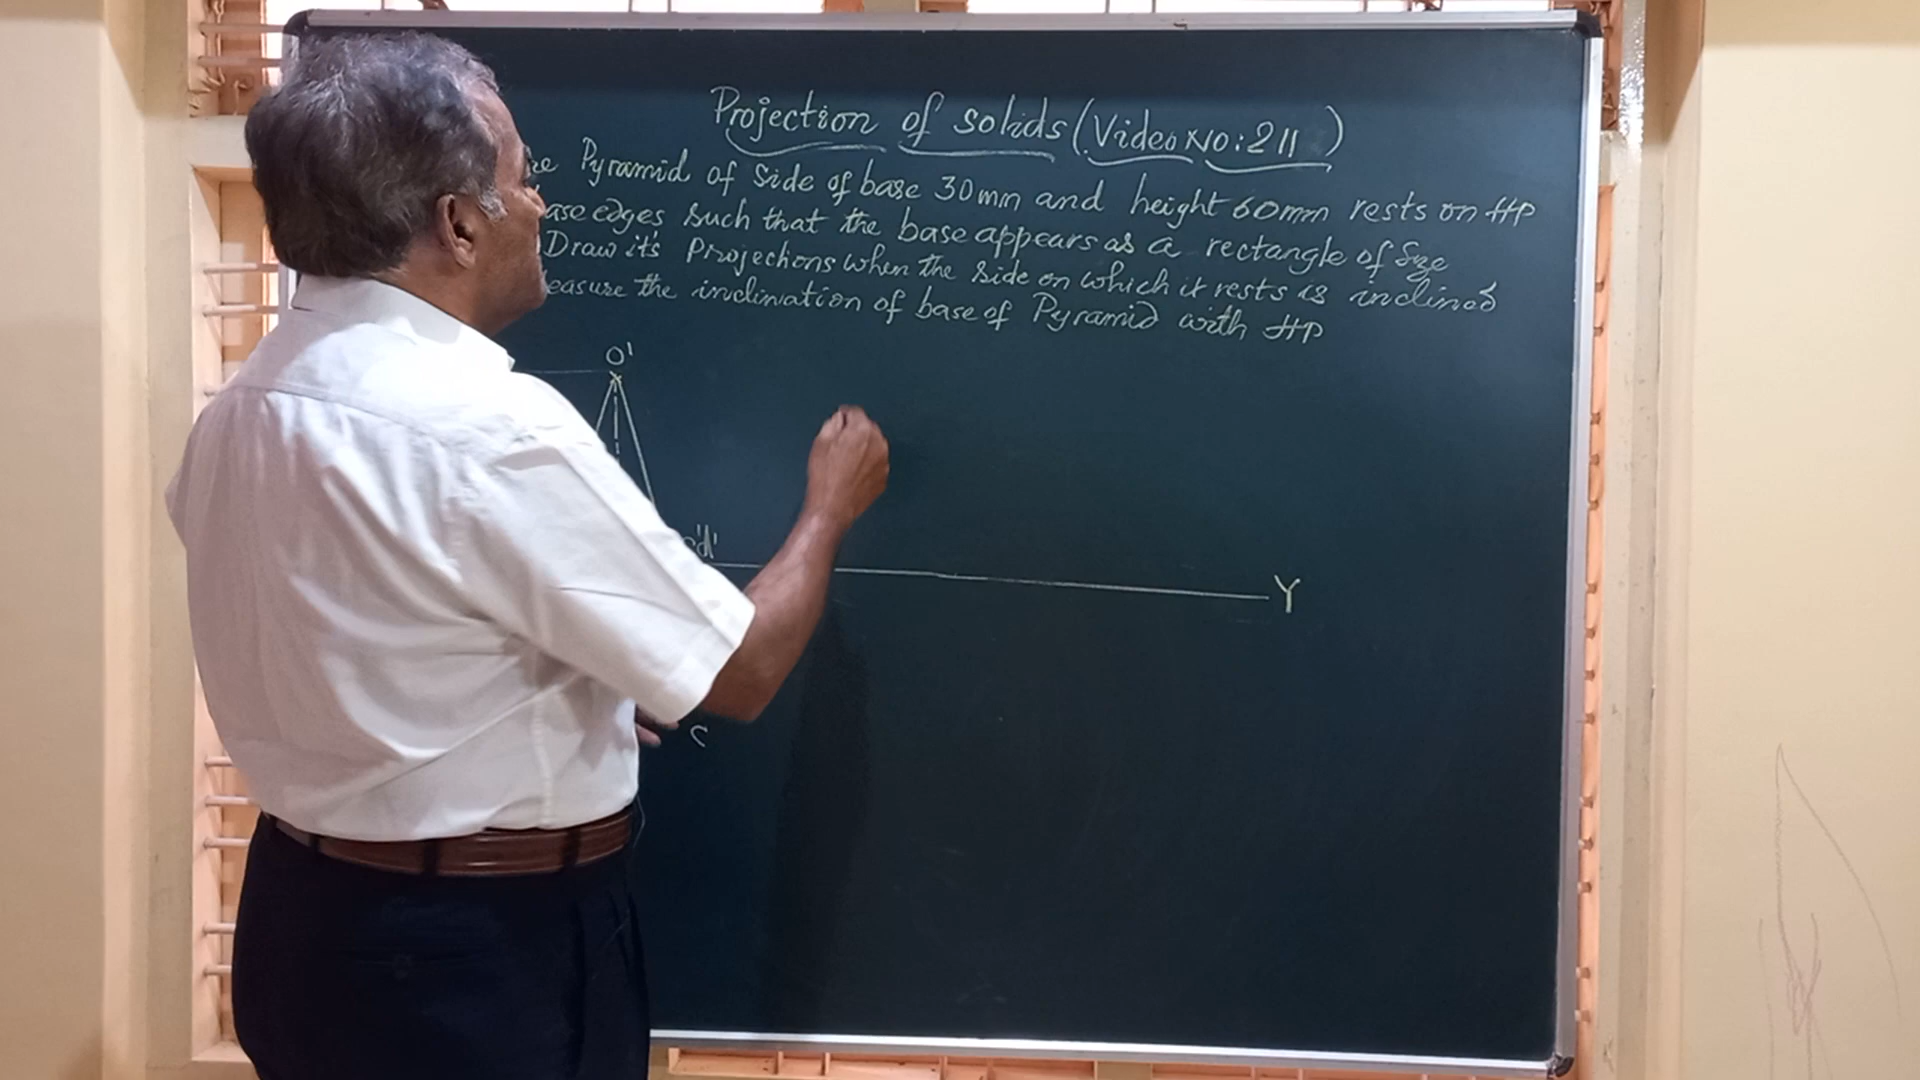 Projection of solids (Video No: 211)
re Pyramid of side of base 30mm and height 60mm rests on HP
ase edges such that the base appears as a rectangle of size
Draw it's Projections when the side on which it rests is inclined
easure the inclination of base of Pyramid with HP
O'
c'd'
Y
c